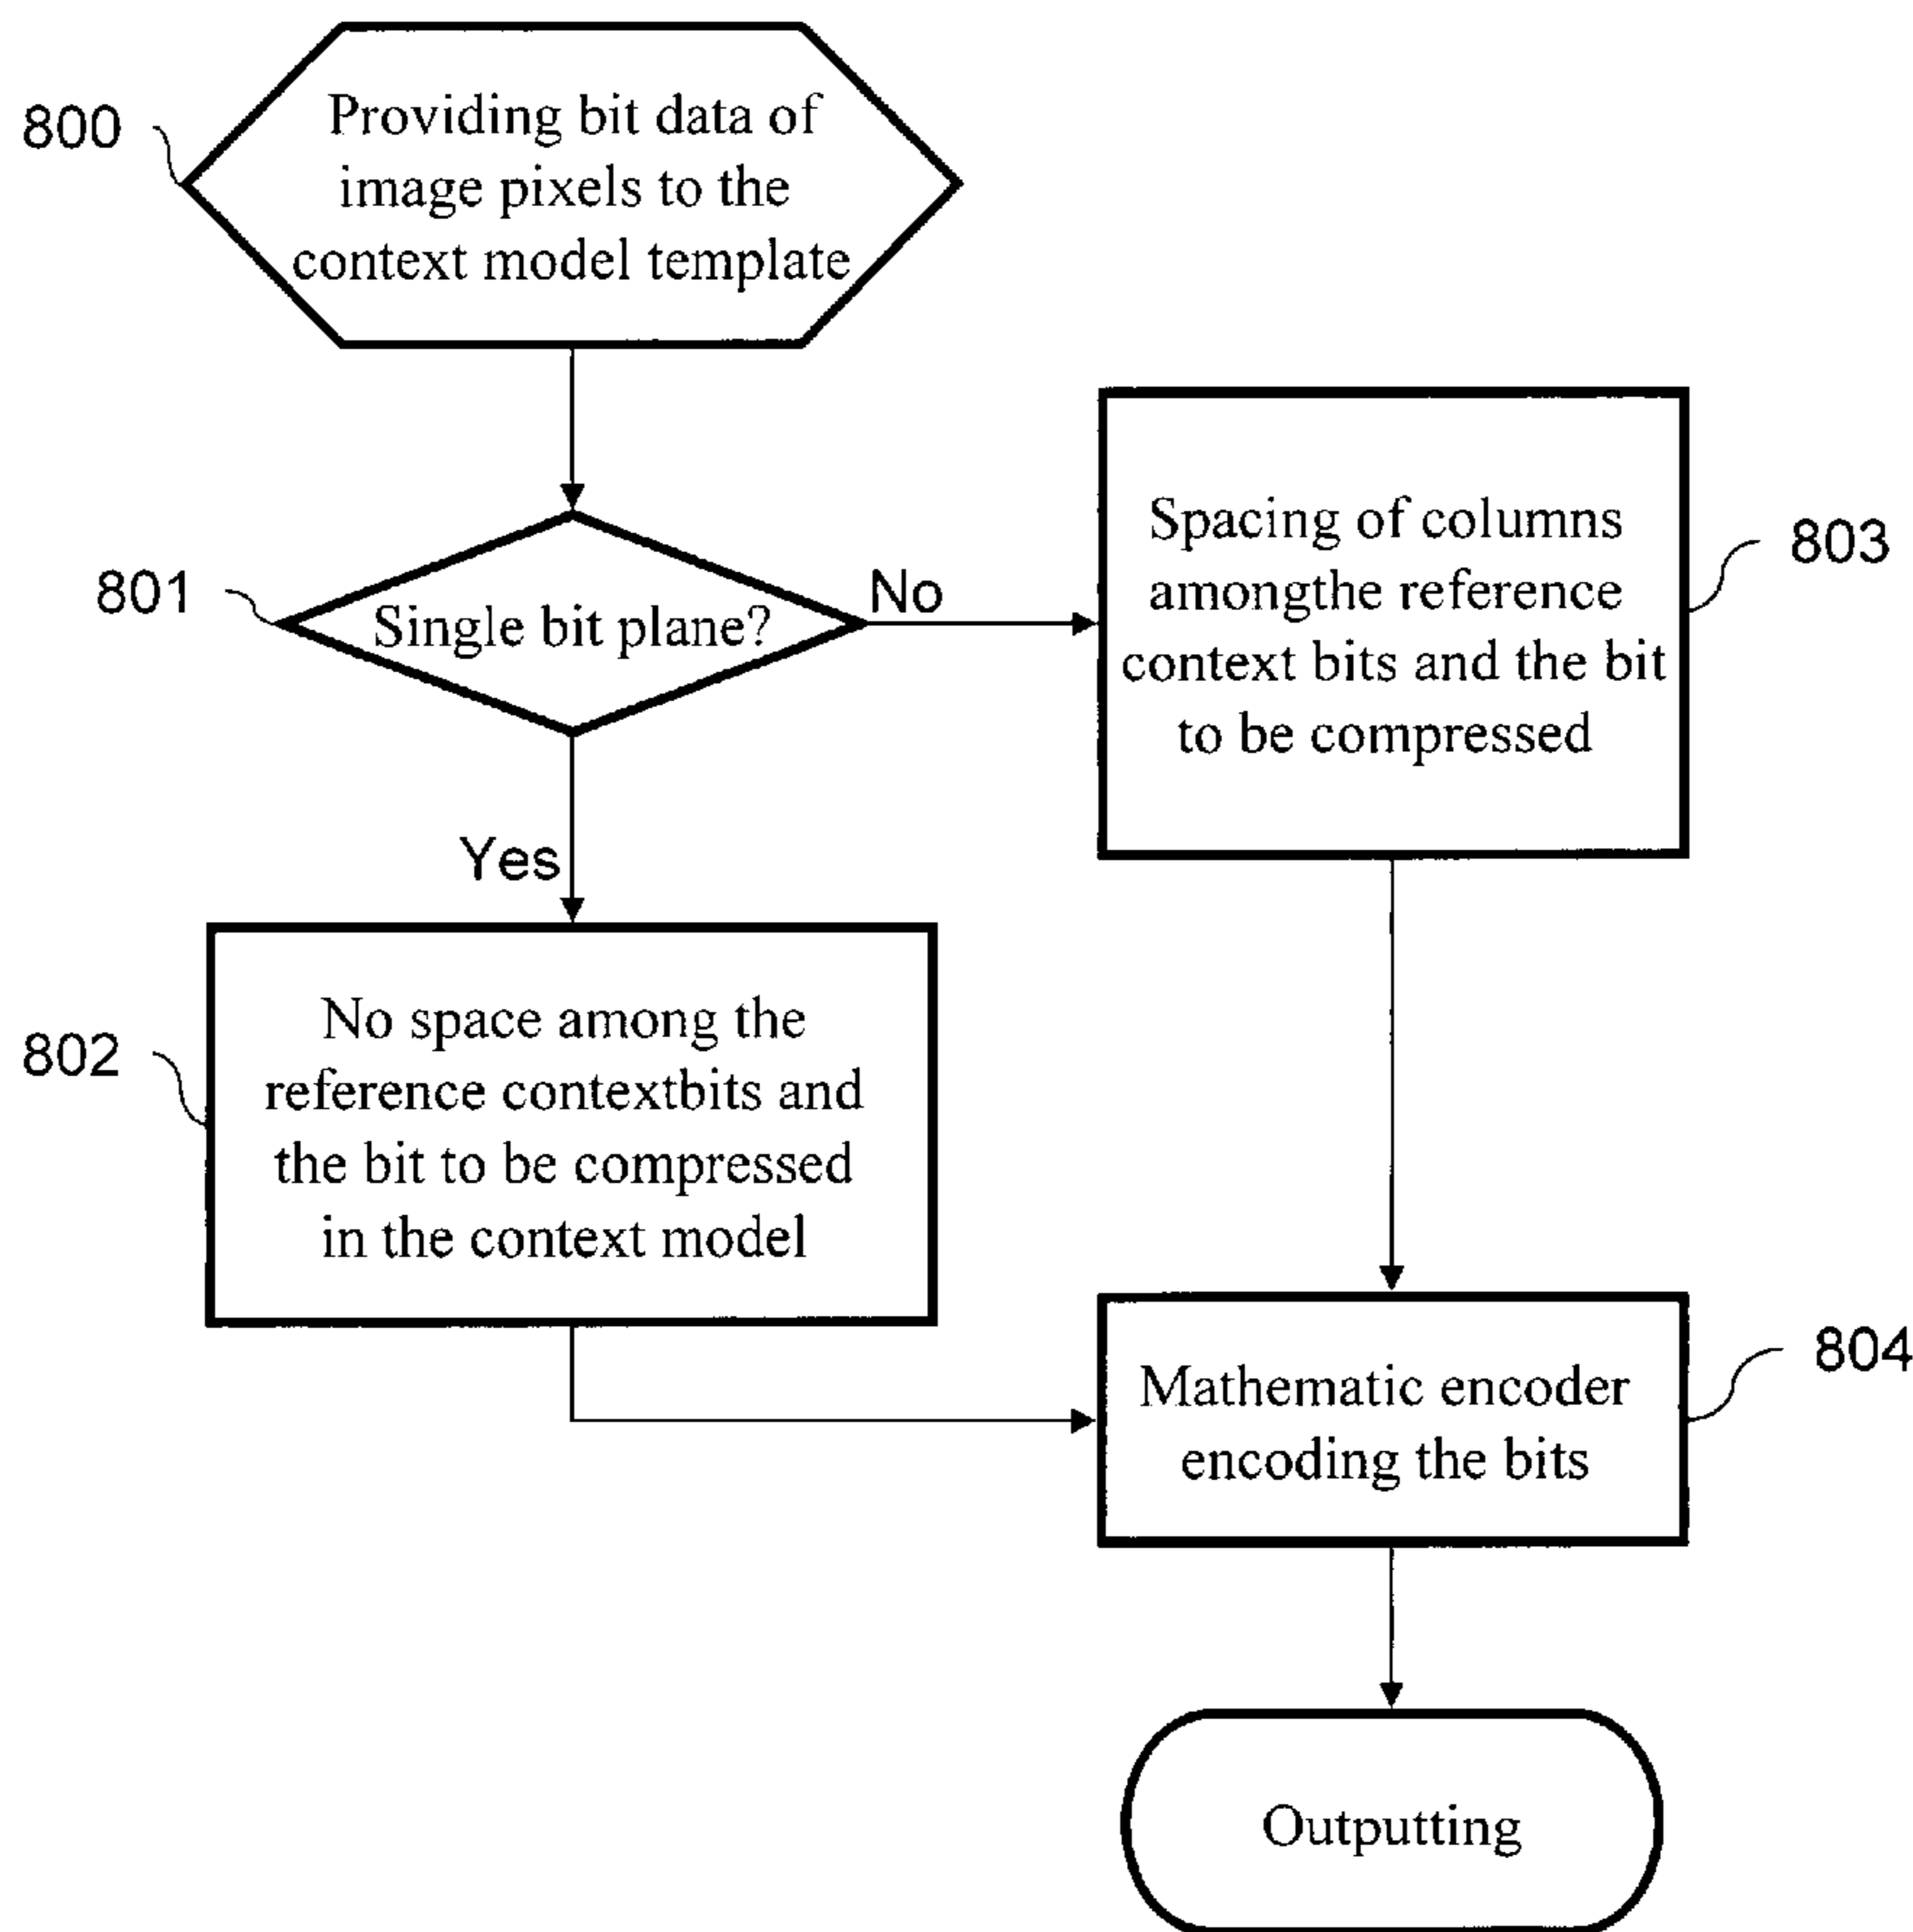 800
Providing bit data of
image pixels to the
context model template
801
Single bit plane?
No
Spacing of columns
amongthe reference
context bits and the bit
to be compressed
803
Yes
802
No space among the
reference contextbits and
the bit to be compressed
in the context model
Mathematic encoder
encoding the bits
804
Outputting